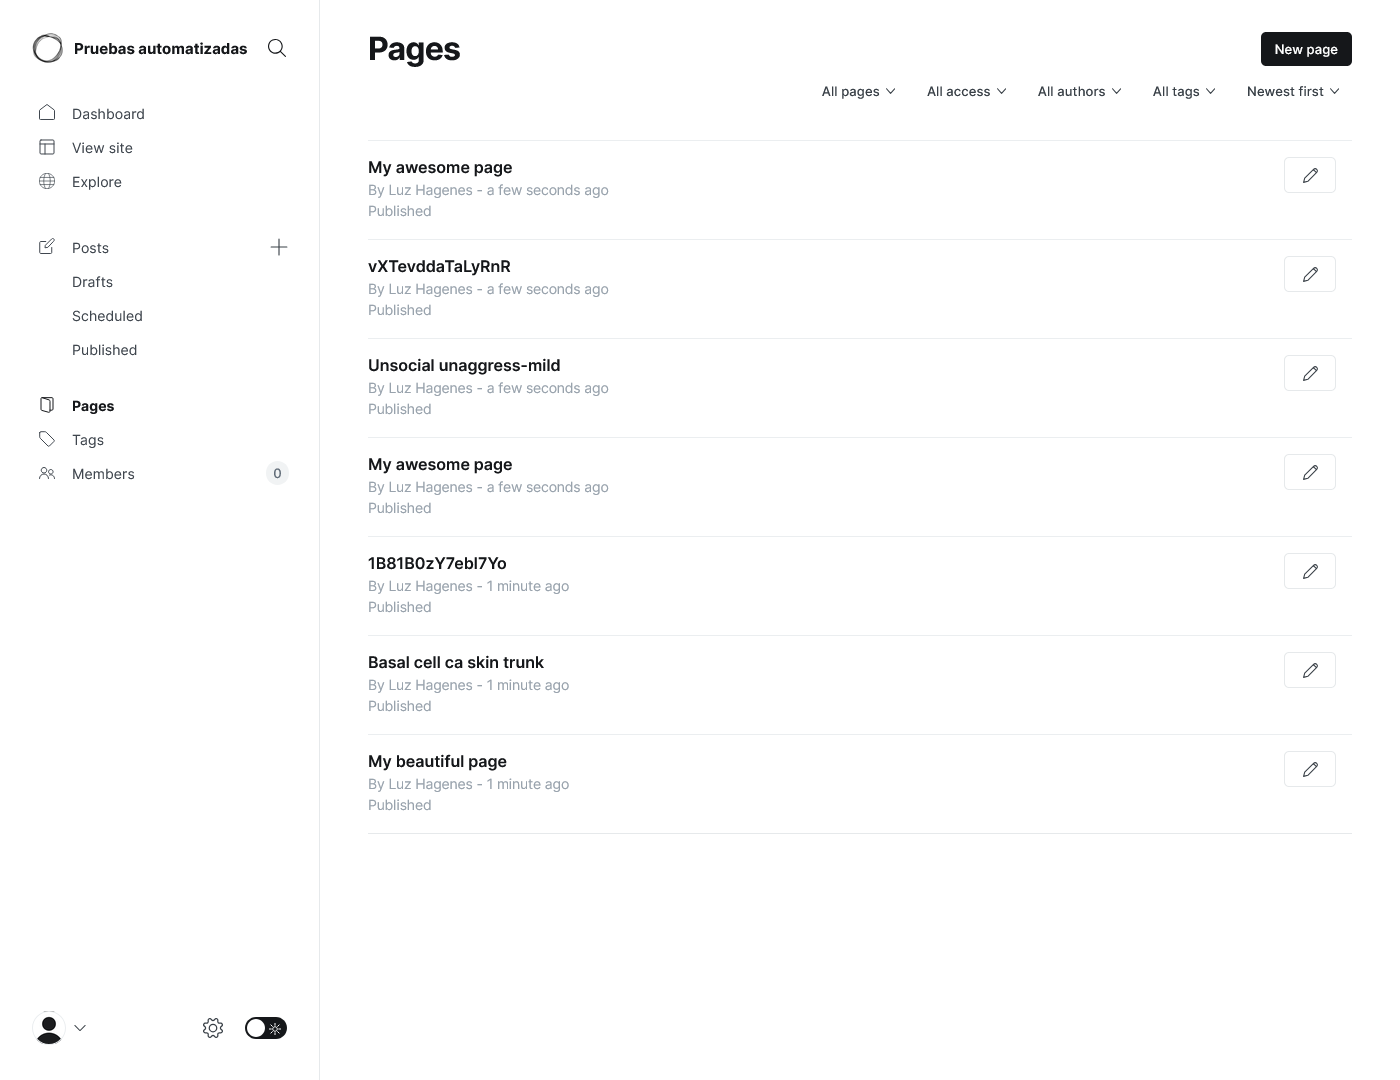 Pruebas automatizadas
Dashboard
View site
Explore
Posts
Drafts
Scheduled
Published
Pages
Tags
Members 0
Pages
New page
All pages All access All authors All tags Newest first
My awesome page
By Luz Hagenes - a few seconds ago
Published
vXTevddaTaLyRnR
By Luz Hagenes - a few seconds ago
Published
Unsocial unaggress-mild
By Luz Hagenes - a few seconds ago
Published
My awesome page
By Luz Hagenes - a few seconds ago
Published
1B81B0zY7ebI7Yo
By Luz Hagenes - 1 minute ago
Published
Basal cell ca skin trunk
By Luz Hagenes - 1 minute ago
Published
My beautiful page
By Luz Hagenes - 1 minute ago
Published